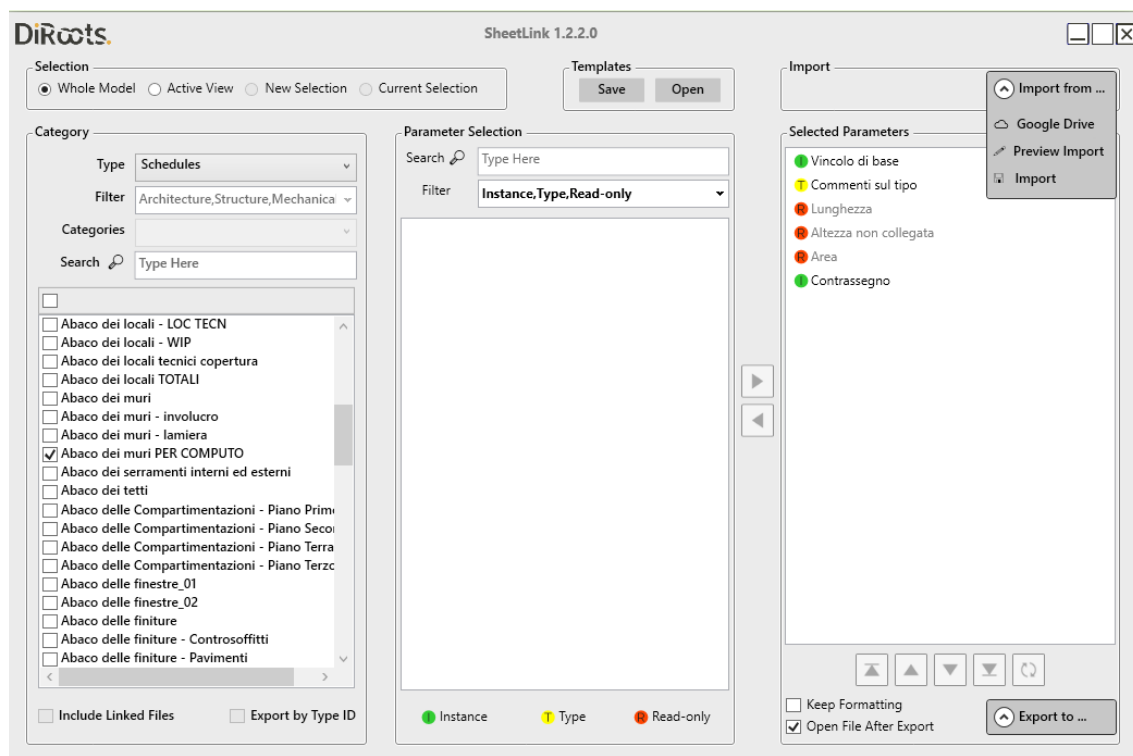 DiRoots.
SheetLink 1.2.2.0
Selection
Whole Model Active View New Selection Current Selection
Templates
Save Open
Import
Import from ...
Google Drive
Preview Import
Import
Category
Type Schedules
Filter Architecture,Structure,Mechanica
Categories
Search Type Here
Abaco dei locali - LOC TECN
Abaco dei locali - WIP
Abaco dei locali tecnici copertura
Abaco dei locali TOTALI
Abaco dei muri
Abaco dei muri - involucro
Abaco dei muri - lamiera
Abaco dei muri PER COMPUTO
Abaco dei serramenti interni ed esterni
Abaco dei tetti
Abaco delle Compartimentazioni - Piano Prim
Abaco delle Compartimentazioni - Piano Seco
Abaco delle Compartimentazioni - Piano Terra
Abaco delle Compartimentazioni - Piano Terzo
Abaco delle finestre_01
Abaco delle finestre_02
Abaco delle finiture
Abaco delle finiture - Controsoffitti
Abaco delle finiture - Pavimenti
Include Linked Files Export by Type ID
Parameter Selection
Search Type Here
Filter Instance,Type,Read-only
I Instance T Type R Read-only
Selected Parameters
I Vincolo di base
T Commenti sul tipo
R Lunghezza
R Altezza non collegata
R Area
I Contrassegno
Keep Formatting
Open File After Export
Export to ...